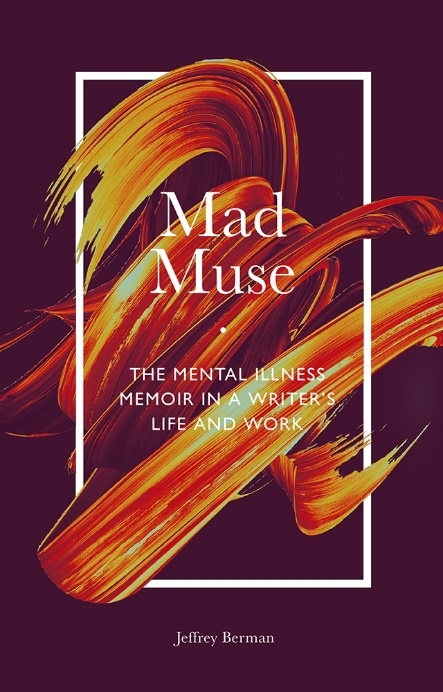 Mad
Muse
·
THE MENTAL ILLNESS
MEMOIR IN A WRITER'S
LIFE AND WORK
Jeffrey Berman